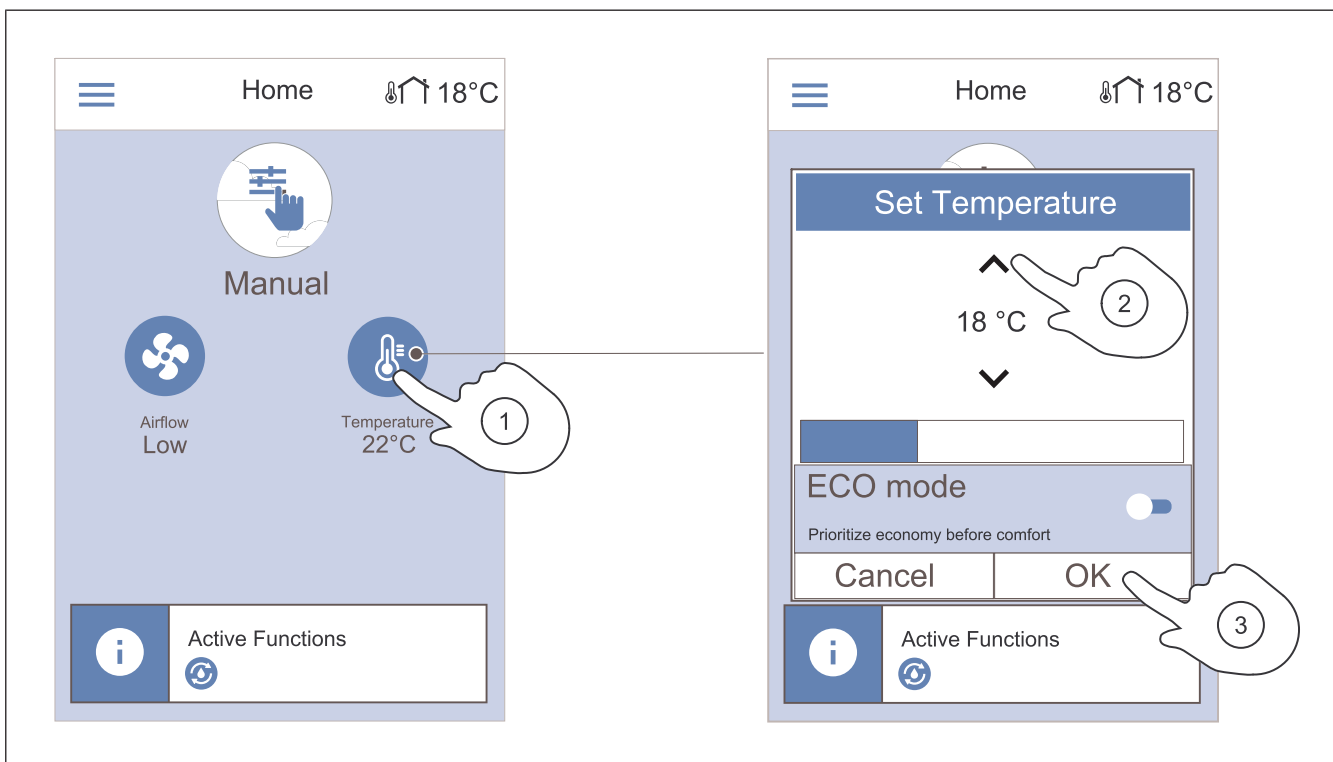 Home 18°C
Manual
Airflow
Low
Temperature
22°C
1
i
Active Functions
Home 18°C
Set Temperature
2
18 °C
ECO mode
Prioritize economy before comfort
Cancel OK
3
i
Active Functions